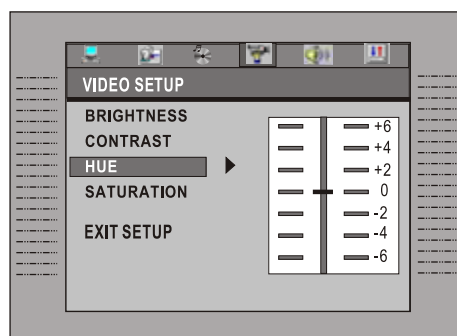 VIDEO SETUP
BRIGHTNESS
CONTRAST
HUE
SATURATION
EXIT SETUP
+6
+4
+2
0
-2
-4
-6